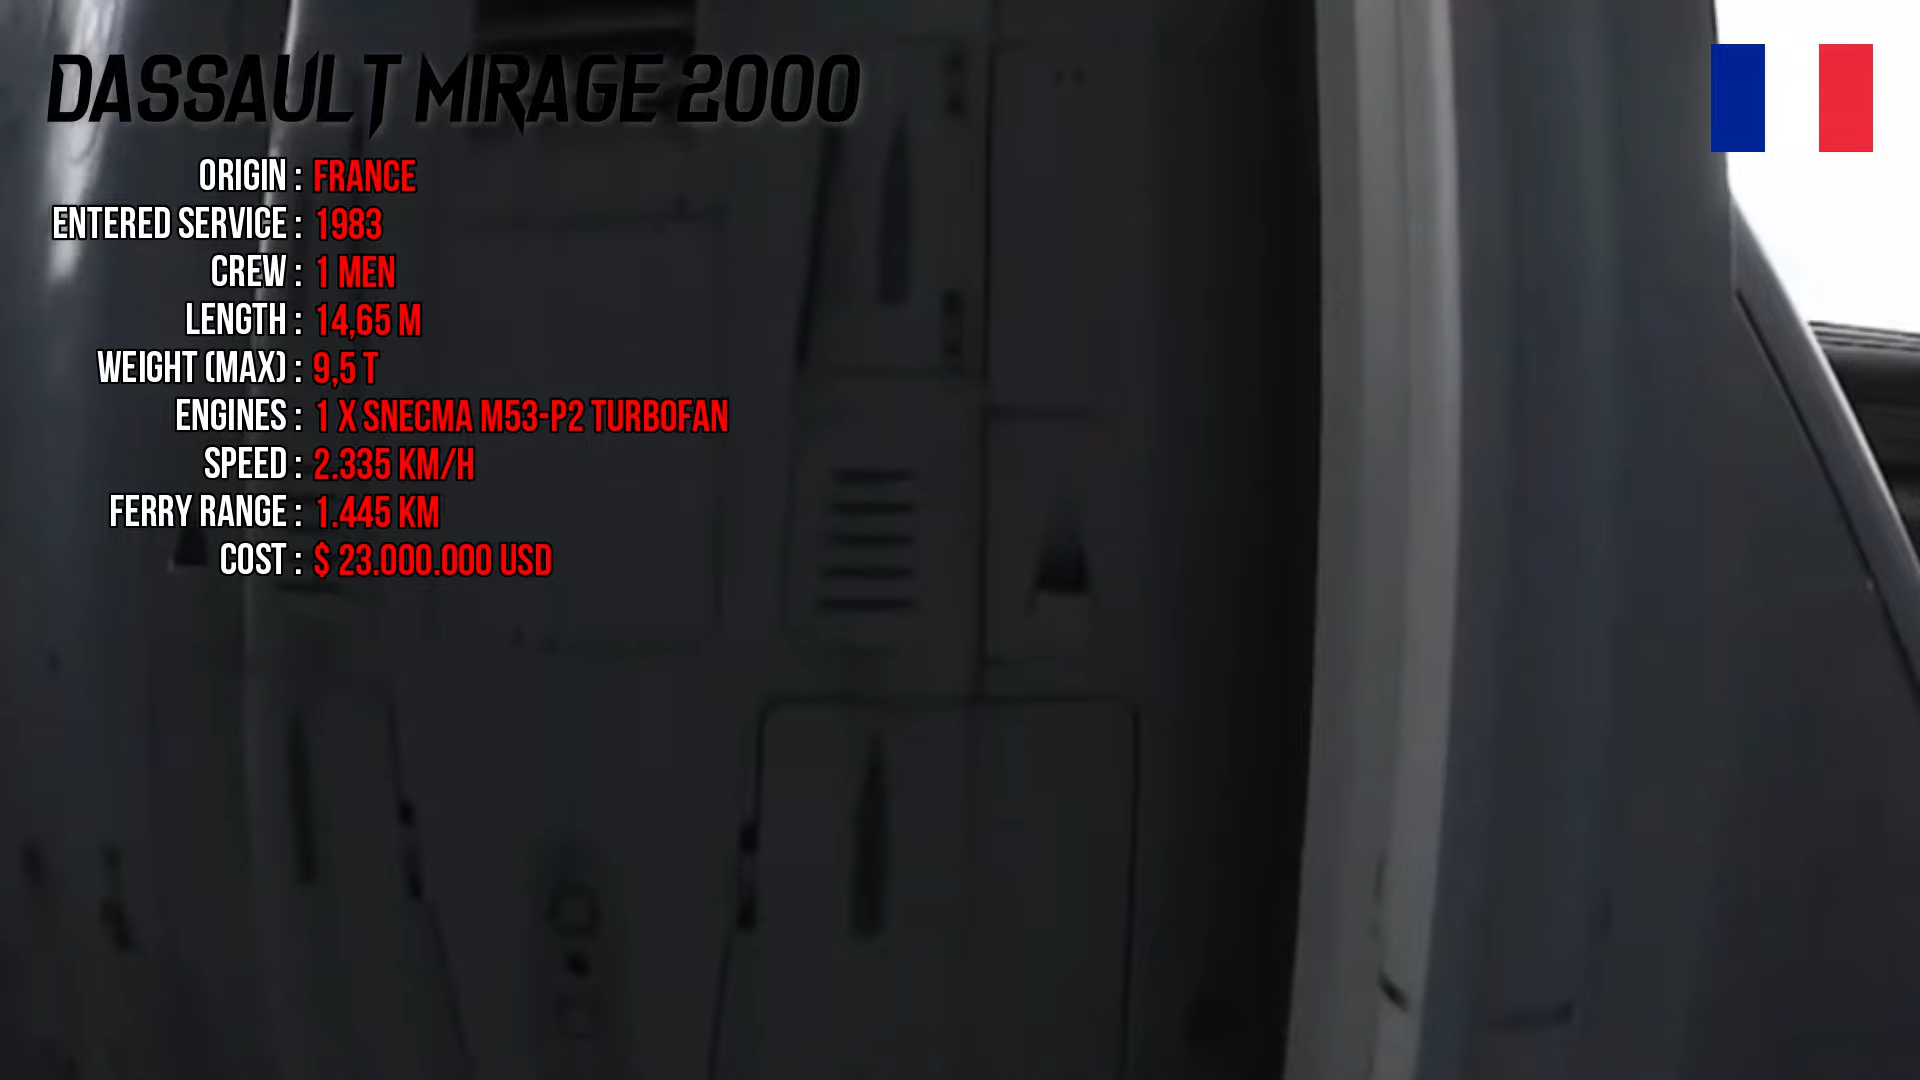 DASSAULT MIRAGE 2000
ORIGIN : FRANCE
ENTERED SERVICE : 1983
CREW : 1 MEN
LENGTH : 14,65 M
WEIGHT (MAX) : 9,5 T
ENGINES : 1 X SNECMA M53-P2 TURBOFAN
SPEED : 2.335 KM/H
FERRY RANGE : 1.445 KM
COST : $ 23.000.000 USD